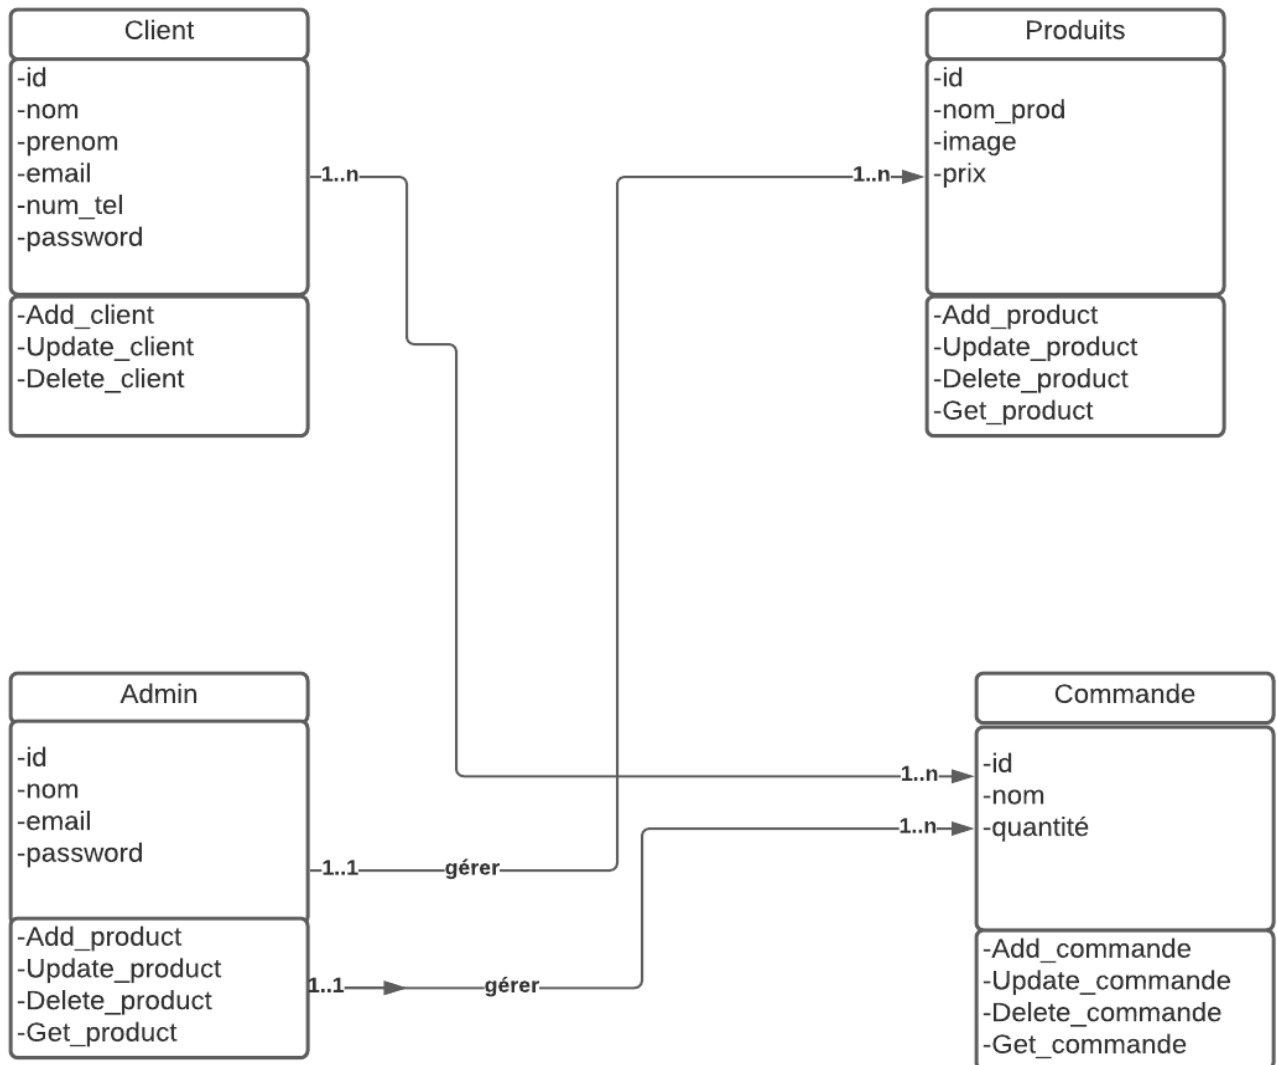 Client
-id
-nom
-prenom
-email
-num_tel
-password
-Add_client
-Update_client
-Delete_client
1..n
Produits
-id
-nom_prod
-image
-prix
-Add_product
-Update_product
-Delete_product
-Get_product
1..n
Admin
-id
-nom
-email
-password
-Add_product
-Update_product
-Delete_product
-Get_product
1..1
gérer
1..1
gérer
1..n
1..n
Commande
-id
-nom
-quantité
-Add_commande
-Update_commande
-Delete_commande
-Get_commande